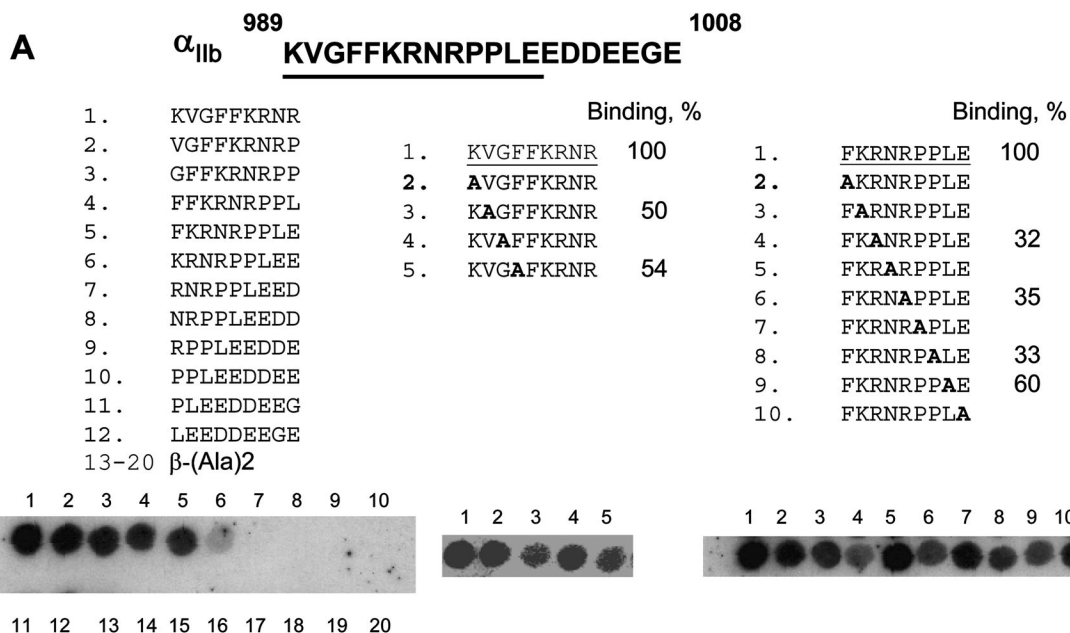 989 1008
A αIIb KVGFFKRNRPPLEEDDEEGE
1. KVGFFKRNR
2. VGFFKRNRP
3. GFFKRNRPP
4. FFKRNRPPL
5. FKRNRPPLE
6. KRNRPPLEE
7. RNRPPLEED
8. NRPPLEEDD
9. RPPLEEDDE
10. PPLEEDDEE
11. PLEEDDEEG
12. LEEDDEEGE
13-20 β-(Ala)2
Binding, %
1. KVGFFKRNR 100
2. AVGFFKRNR
3. KAGFFKRNR 50
4. KVAFFKRNR
5. KVGAFKRNR 54
Binding, %
1. FKRNRPPLE 100
2. AKRNRPPLE
3. FARNRPPLE
4. FKANRPPLE 32
5. FKRARPPLE
6. FKRNAPPLE 35
7. FKRNRAPLE
8. FKRNRPALE 33
9. FKRNRPPAE 60
10. FKRNRPPLA
1 2 3 4 5 6 7 8 9 10
11 12 13 14 15 16 17 18 19 20
1 2 3 4 5
1 2 3 4 5 6 7 8 9 10